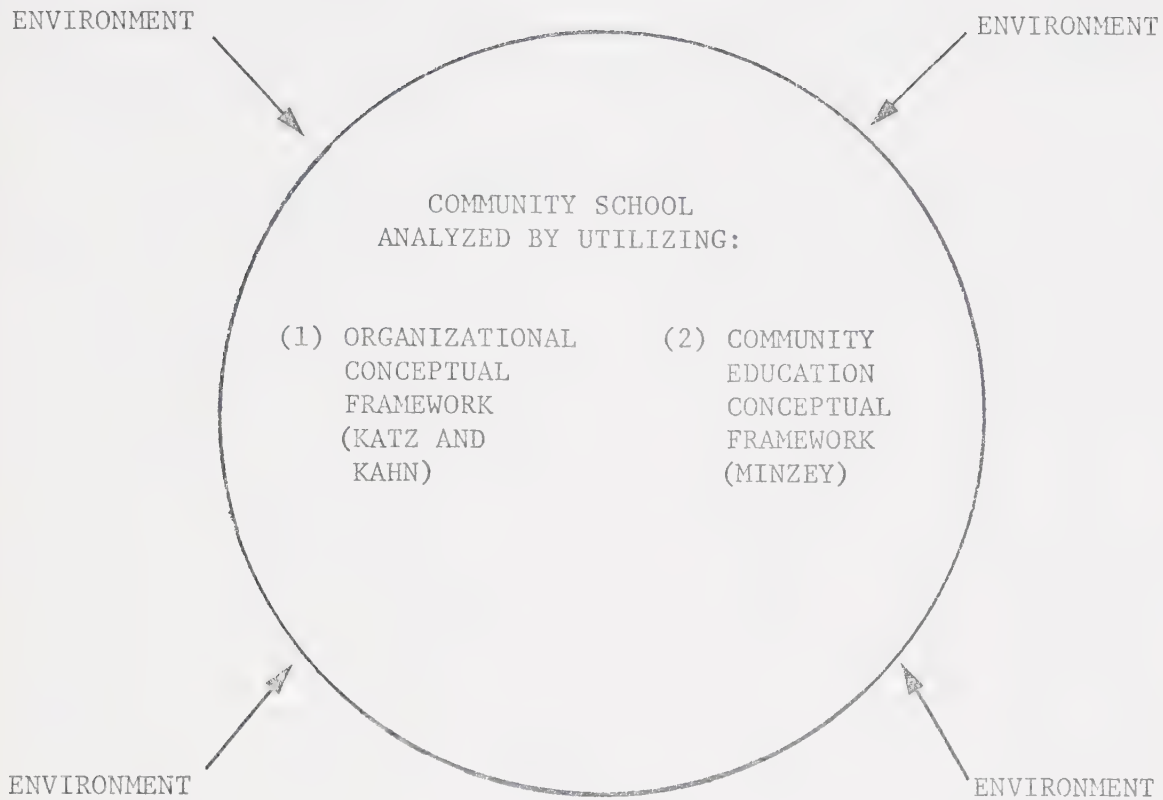 ENVIRONMENT
ENVIRONMENT
COMMUNITY SCHOOL
ANALYZED BY UTILIZING:
(1) ORGANIZATIONAL
CONCEPTUAL
FRAMEWORK
(KATZ AND
KAHN)
(2) COMMUNITY
EDUCATION
CONCEPTUAL
FRAMEWORK
(MINZEY)
ENVIRONMENT
ENVIRONMENT